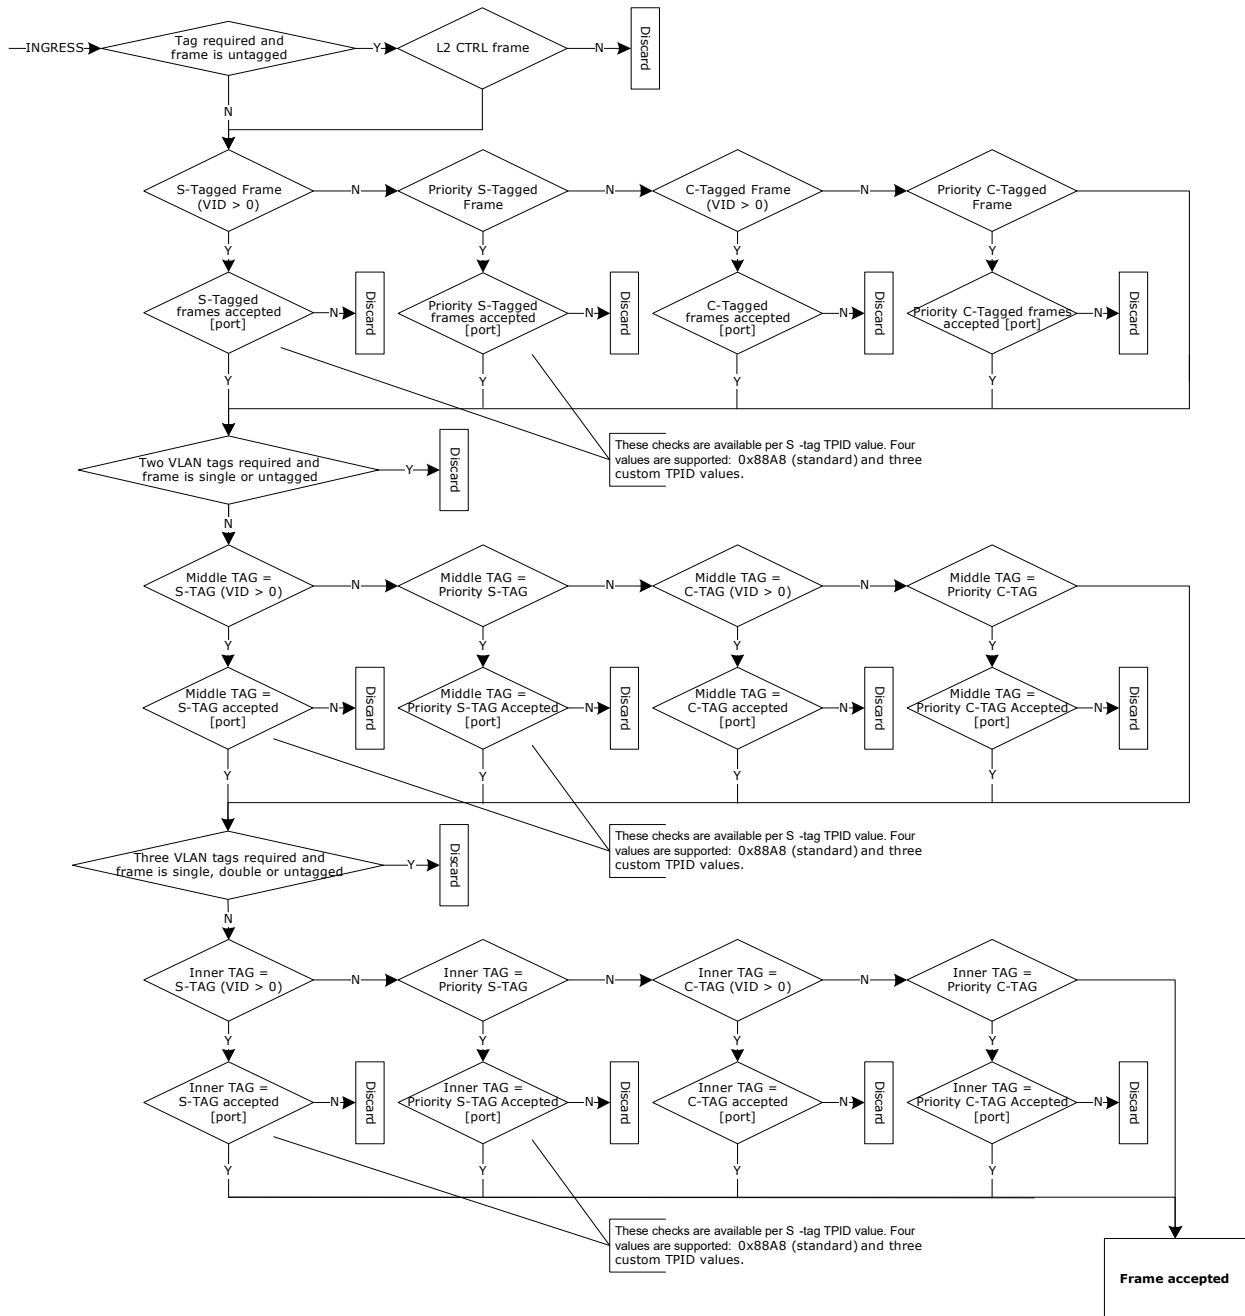 INGRESS
Tag required and
frame is untagged
Y
L2 CTRL frame
N
Discard
N
S-Tagged Frame
(VID > 0)
N
Priority S-Tagged
Frame
N
C-Tagged Frame
(VID > 0)
N
Priority C-Tagged
Frame
Y
Y
Y
Y
S-Tagged
frames accepted
[port]
N
Discard
Priority S-Tagged
frames accepted
[port]
N
Discard
C-Tagged
frames accepted
[port]
N
Discard
Priority C-Tagged frames
accepted [port]
N
Discard
Y
Y
Y
Y
These checks are available per S -tag TPID value. Four
values are supported: 0x88A8 (standard) and three
custom TPID values.
Two VLAN tags required and
frame is single or untagged
Y
Discard
N
Middle TAG =
S-TAG (VID > 0)
N
Middle TAG =
Priority S-TAG
N
Middle TAG =
C-TAG (VID > 0)
N
Middle TAG =
Priority C-TAG
Y
Y
Y
Y
Middle TAG =
S-TAG accepted
[port]
N
Discard
Middle TAG =
Priority S-TAG Accepted
[port]
N
Discard
Middle TAG =
C-TAG accepted
[port]
N
Discard
Middle TAG =
Priority C-TAG Accepted
[port]
N
Discard
Y
Y
Y
Y
These checks are available per S -tag TPID value. Four
values are supported: 0x88A8 (standard) and three
custom TPID values.
Three VLAN tags required and
frame is single, double or untagged
Y
Discard
N
Inner TAG =
S-TAG (VID > 0)
N
Inner TAG =
Priority S-TAG
N
Inner TAG =
C-TAG (VID > 0)
N
Inner TAG =
Priority C-TAG
Y
Y
Y
Y
Inner TAG =
S-TAG accepted
[port]
N
Discard
Inner TAG =
Priority S-TAG Accepted
[port]
N
Discard
Inner TAG =
C-TAG accepted
[port]
N
Discard
Inner TAG =
Priority C-TAG Accepted
[port]
N
Discard
Y
Y
Y
Y
These checks are available per S -tag TPID value. Four
values are supported: 0x88A8 (standard) and three
custom TPID values.
Frame accepted